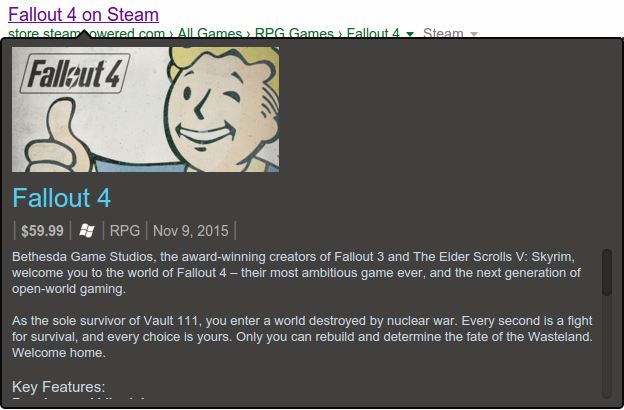 Fallout 4 on Steam
store.steampowered.com › All Games › RPG Games › Fallout 4 Steam
Fallout 4
Fallout 4
$59.99 RPG Nov 9, 2015
Bethesda Game Studios, the award-winning creators of Fallout 3 and The Elder Scrolls V: Skyrim,
welcome you to the world of Fallout 4 – their most ambitious game ever, and the next generation of
open-world gaming.
As the sole survivor of Vault 111, you enter a world destroyed by nuclear war. Every second is a fight
for survival, and every choice is yours. Only you can rebuild and determine the fate of the Wasteland.
Welcome home.
Key Features: